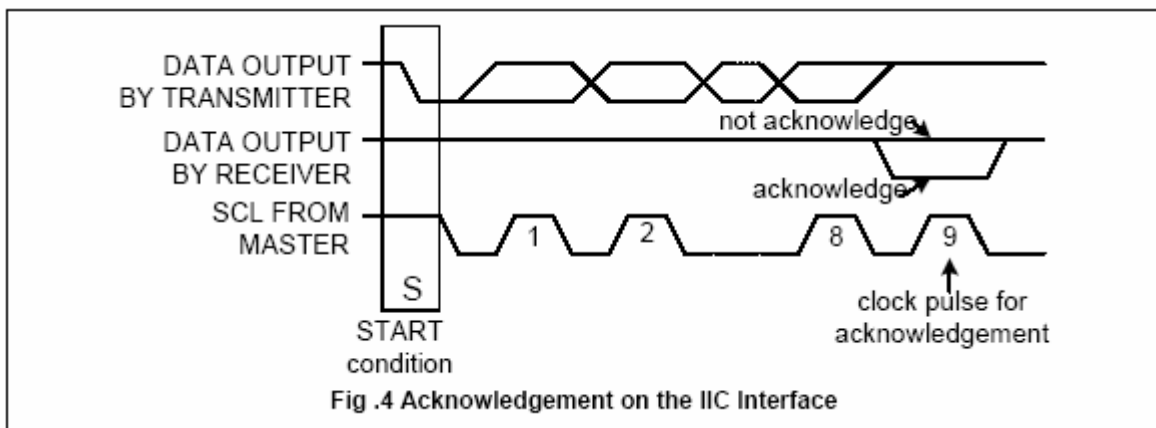 DATA OUTPUT
BY TRANSMITTER
not acknowledge
DATA OUTPUT
BY RECEIVER
acknowledge
SCL FROM
MASTER
1
2
8
9
S
clock pulse for
acknowledgement
START
condition
Fig .4 Acknowledgement on the IIC Interface